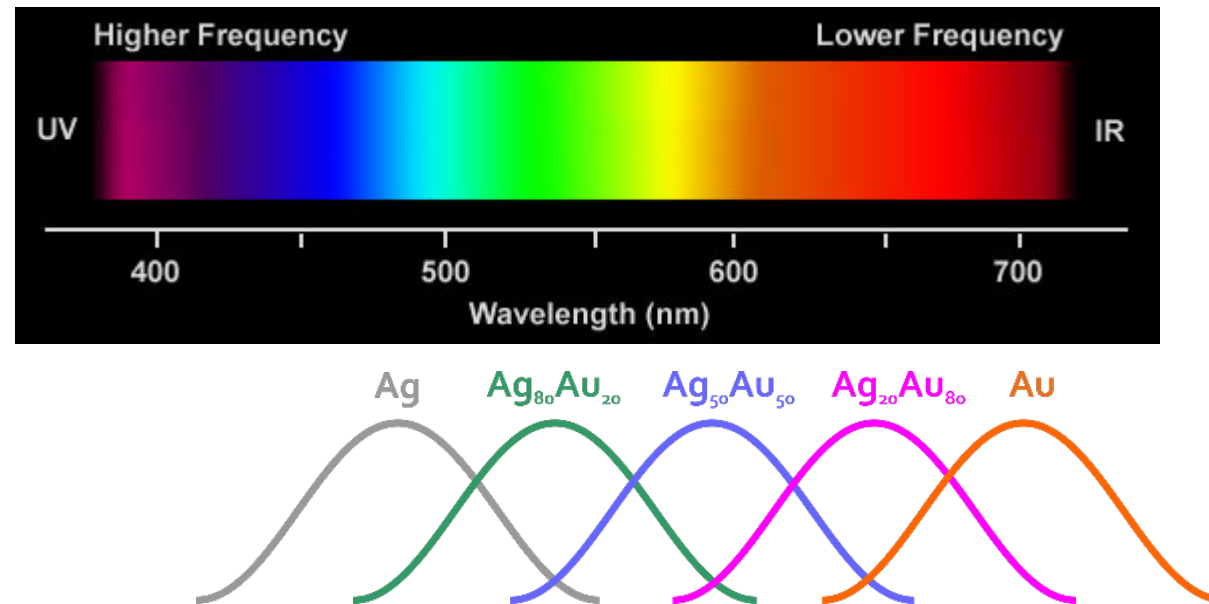 Higher Frequency Lower Frequency
UV IR
400 500 600 700
Wavelength (nm)
Ag Ag₈₀Au₂₀ Ag₅₀Au₅₀ Ag₂₀Au₈₀ Au